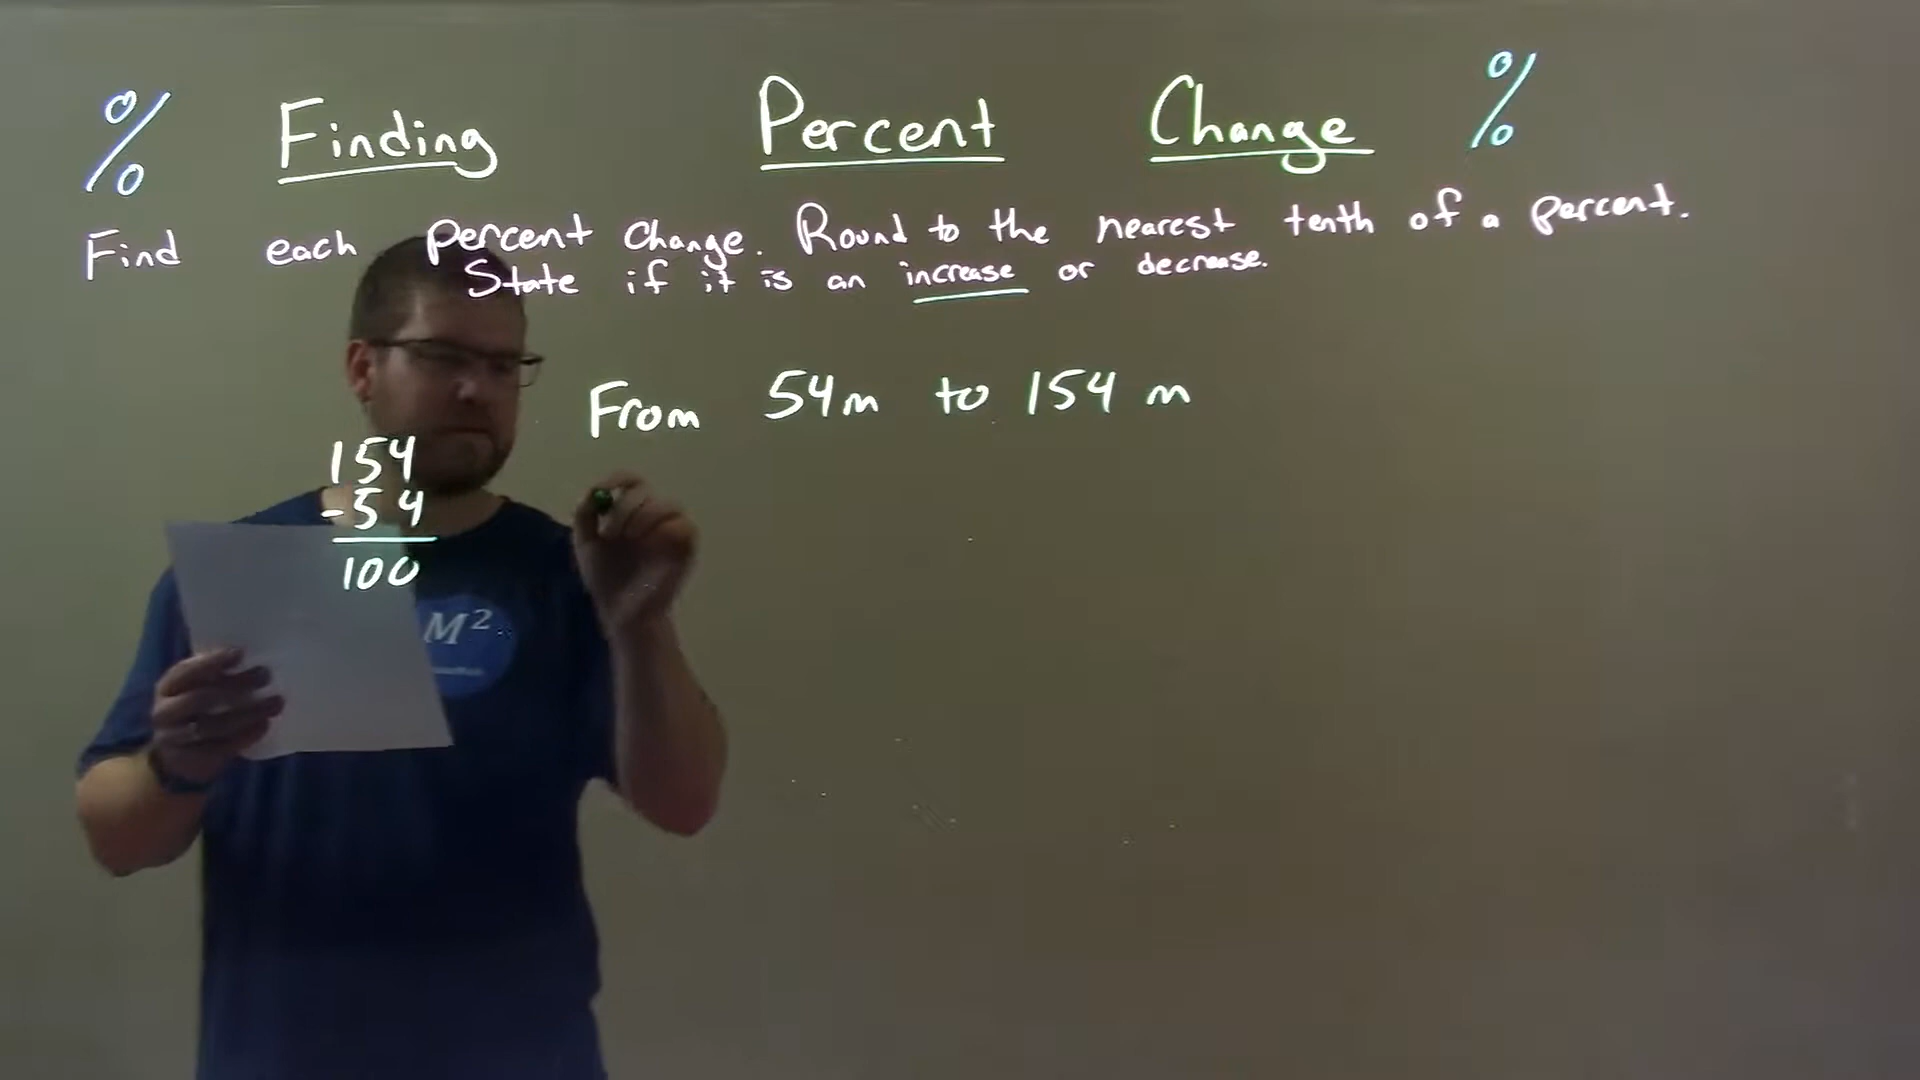 % Finding Percent Change %
Find each percent change. Round to the nearest tenth of a percent.
State if it is an increase or decrease.
From 54m to 154 m
154
-54
100
M²